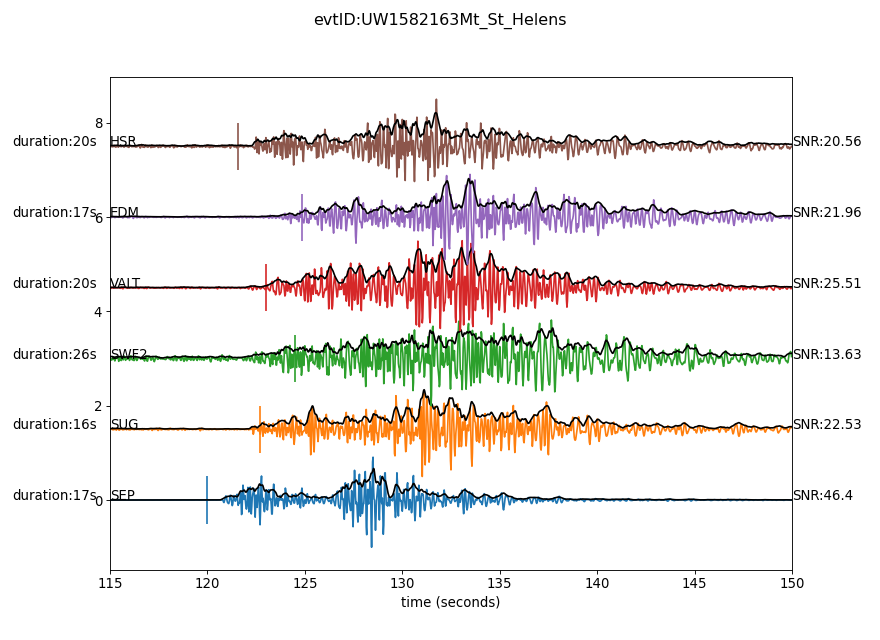 evtID:UW1582163Mt_St_Helens
8
duration:20s HSR SNR:20.56
duration:17s EDM SNR:21.96
6
duration:20s VALT SNR:25.51
4
duration:26s SWF2 SNR:13.63
2
duration:16s SUG SNR:22.53
duration:17s SEP SNR:46.4
0
115 120 125 130 135 140 145 150
time (seconds)